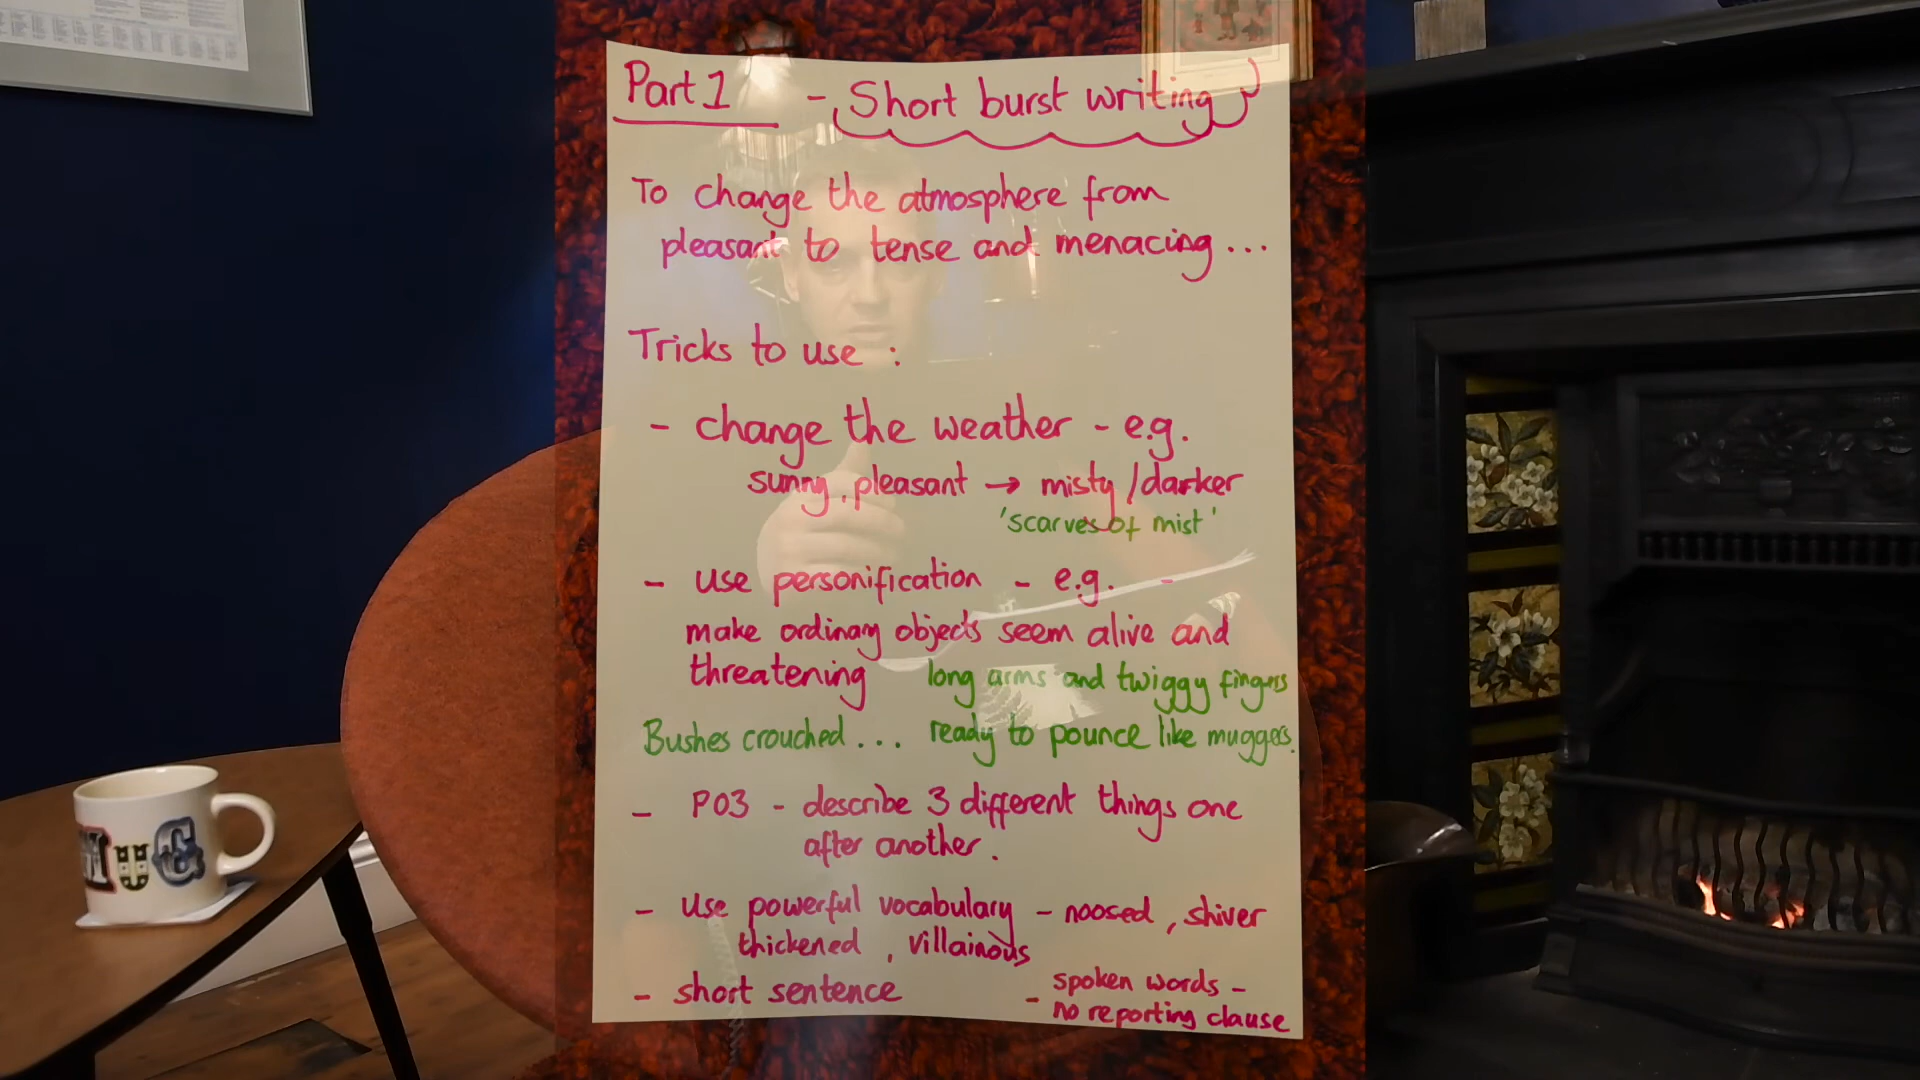 Part 1 - Short burst writing
To change the atmosphere from
pleasant to tense and menacing...
Tricks to use :
- change the weather - e.g.
sunny, pleasant → misty/darker
'scarves of mist'
- use personification - e.g. -
make ordinary objects seem alive and
threatening long arms and twiggy fingers
Bushes crouched... ready to pounce like muggers.
- PO3 - describe 3 different things one
after another.
- Use powerful vocabulary - noosed, shiver
thickened, villainous
- short sentence
- spoken words -
no reporting clause
MUG